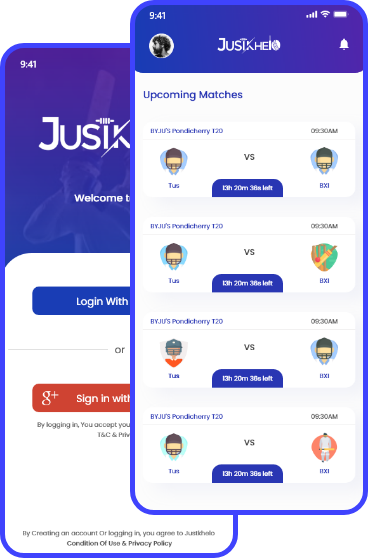 9:41
JUSTKhelo
Upcoming Matches
BYJU'S Pondicherry T20 09:30AM
VS
Tus 13h 20m 36s left BXI
BYJU'S Pondicherry T20 09:30AM
VS
Tus 13h 20m 36s left BXI
BYJU'S Pondicherry T20 09:30AM
VS
Tus 13h 20m 36s left BXI
BYJU'S Pondicherry T20 09:30AM
VS
Tus 13h 20m 36s left BXI
9:41
JUSTK
Welcome t
Login With
or
g+ Sign in with
By logging in, You accept you
T&C & Priv
By Creating an account Or logging in, you agree to Justkhelo
Condition Of Use & Privacy Policy